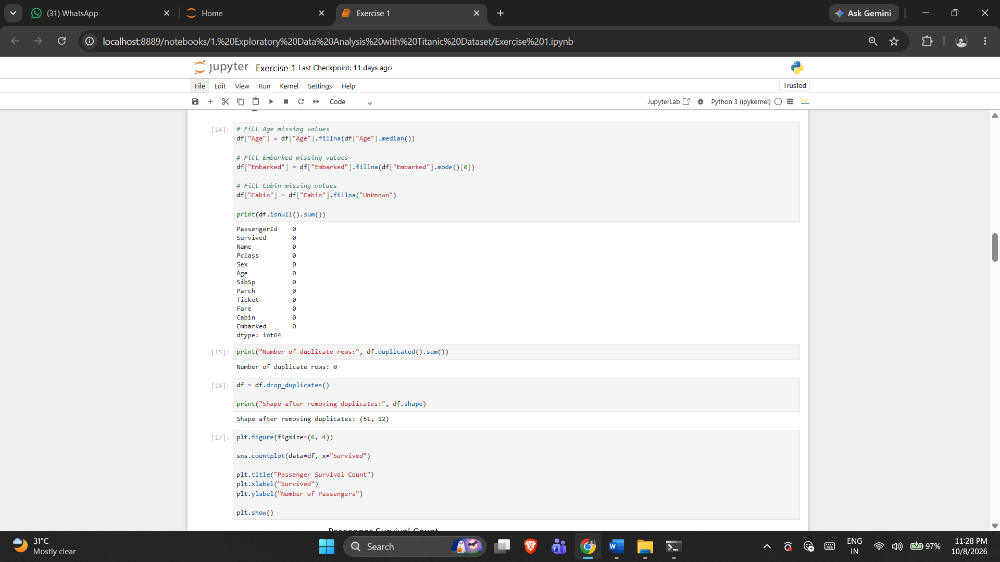 (31) WhatsApp
Home
Exercise 1
Ask Gemini
localhost:8889/notebooks/1.%20Exploratory%20Data%20Analysis%20with%20Titanic%20Dataset/Exercise%201.ipynb
jupyter Exercise 1 Last Checkpoint: 11 days ago
File Edit View Run Kernel Settings Help
Trusted
Code
JupyterLab
Python 3 (ipykernel)
[14]:
# Fill Age missing values
df["Age"] = df["Age"].fillna(df["Age"].median())
# Fill Embarked missing values
df["Embarked"] = df["Embarked"].fillna(df["Embarked"].mode()[0])
# Fill Cabin missing values
df["Cabin"] = df["Cabin"].fillna("Unknown")
print(df.isnull().sum())
PassengerId 0
Survived 0
Name 0
Pclass 0
Sex 0
Age 0
SibSp 0
Parch 0
Ticket 0
Fare 0
Cabin 0
Embarked 0
dtype: int64
[15]:
print("Number of duplicate rows:", df.duplicated().sum())
Number of duplicate rows: 0
[16]:
df = df.drop_duplicates()
print("Shape after removing duplicates:", df.shape)
Shape after removing duplicates: (51, 12)
[17]:
plt.figure(figsize=(6, 4))
sns.countplot(data=df, x="Survived")
plt.title("Passenger Survival Count")
plt.xlabel("Survived")
plt.ylabel("Number of Passengers")
plt.show()
Passenger Survival Count
31°C
Mostly clear
Search
ENG
IN
97%
11:28 PM
10/8/2026